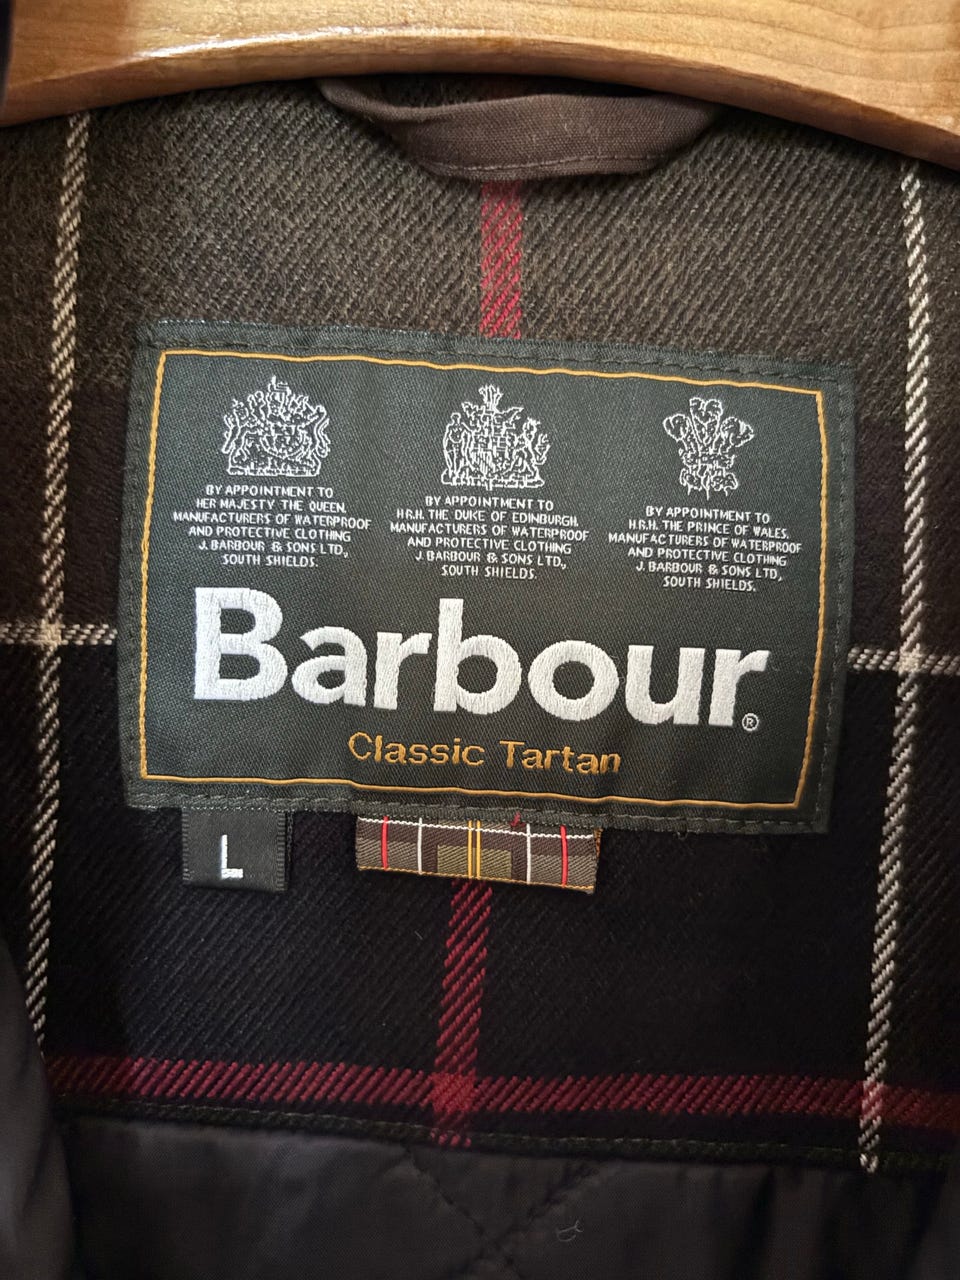 BY APPOINTMENT TO
HER MAJESTY THE QUEEN.
MANUFACTURERS OF WATERPROOF
AND PROTECTIVE CLOTHING
J. BARBOUR & SONS LTD.,
SOUTH SHIELDS.
BY APPOINTMENT TO
H.R.H. THE DUKE OF EDINBURGH.
MANUFACTURERS OF WATERPROOF
AND PROTECTIVE CLOTHING
J. BARBOUR & SONS LTD.,
SOUTH SHIELDS.
BY APPOINTMENT TO
H.R.H. THE PRINCE OF WALES.
MANUFACTURERS OF WATERPROOF
AND PROTECTIVE CLOTHING
J. BARBOUR & SONS LTD.,
SOUTH SHIELDS.
Barbour®
Classic Tartan
L